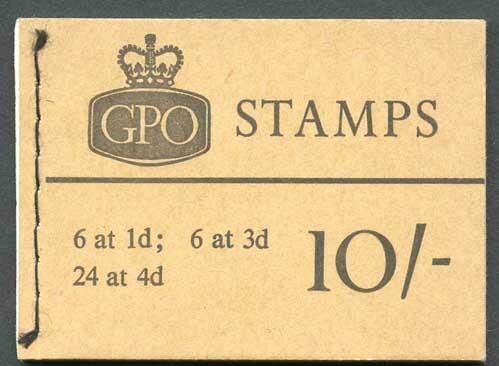 GPO STAMPS
6 at 1d; 6 at 3d
24 at 4d
10/-